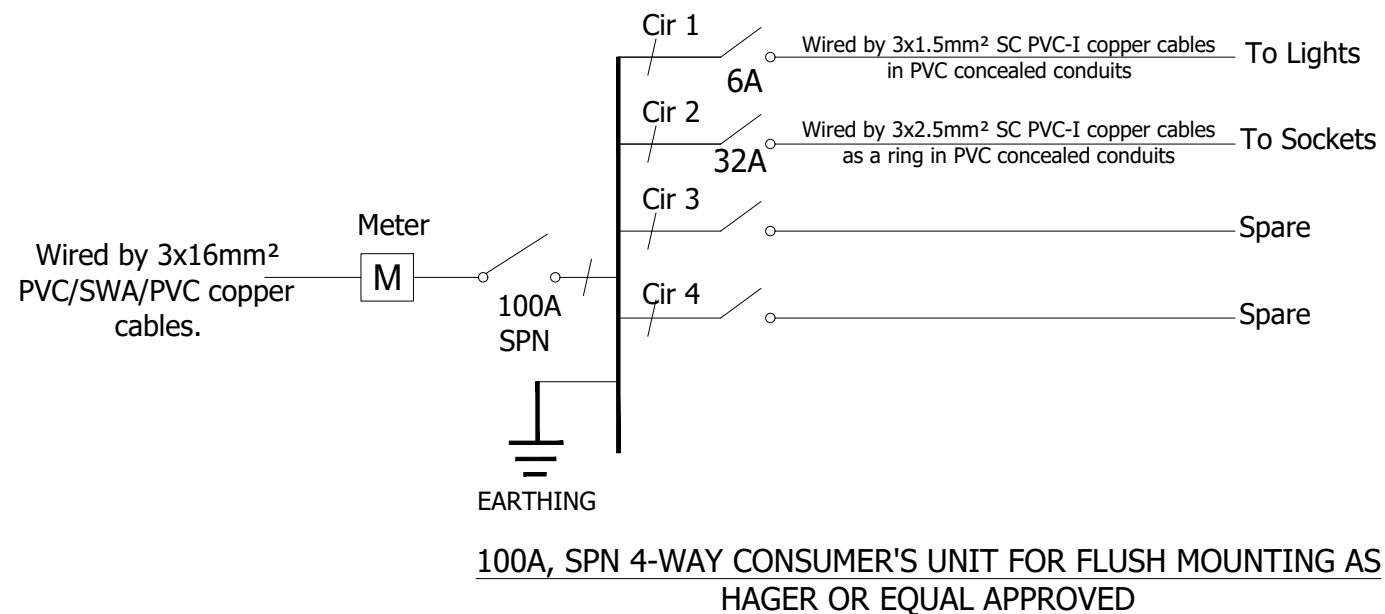 Cir 1
Wired by 3x1.5mm² SC PVC-I copper cables
in PVC concealed conduits
To Lights
6A
Cir 2
Wired by 3x2.5mm² SC PVC-I copper cables
as a ring in PVC concealed conduits
To Sockets
32A
Cir 3
Spare
Meter
M
Wired by 3x16mm²
PVC/SWA/PVC copper
cables.
100A
SPN
Cir 4
Spare
EARTHING
100A, SPN 4-WAY CONSUMER'S UNIT FOR FLUSH MOUNTING AS
HAGER OR EQUAL APPROVED